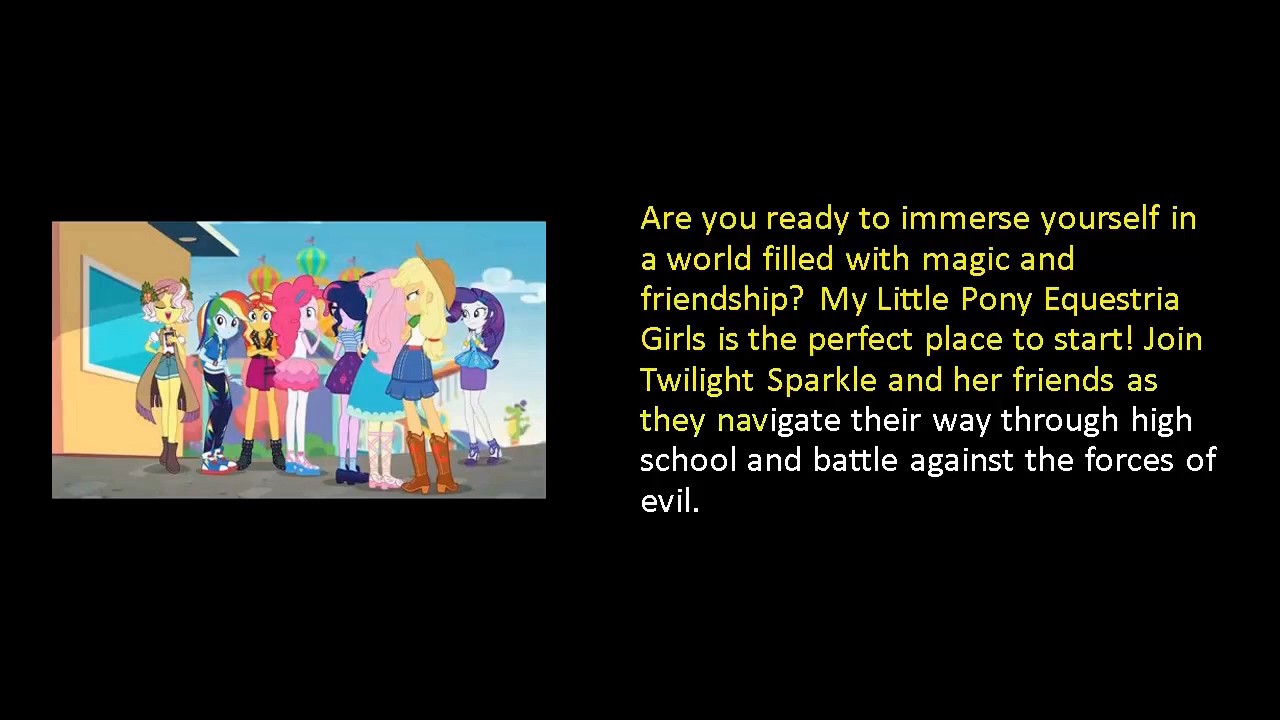 Are you ready to immerse yourself in
a world filled with magic and
friendship? My Little Pony Equestria
Girls is the perfect place to start! Join
Twilight Sparkle and her friends as
they navigate their way through high
school and battle against the forces of
evil.